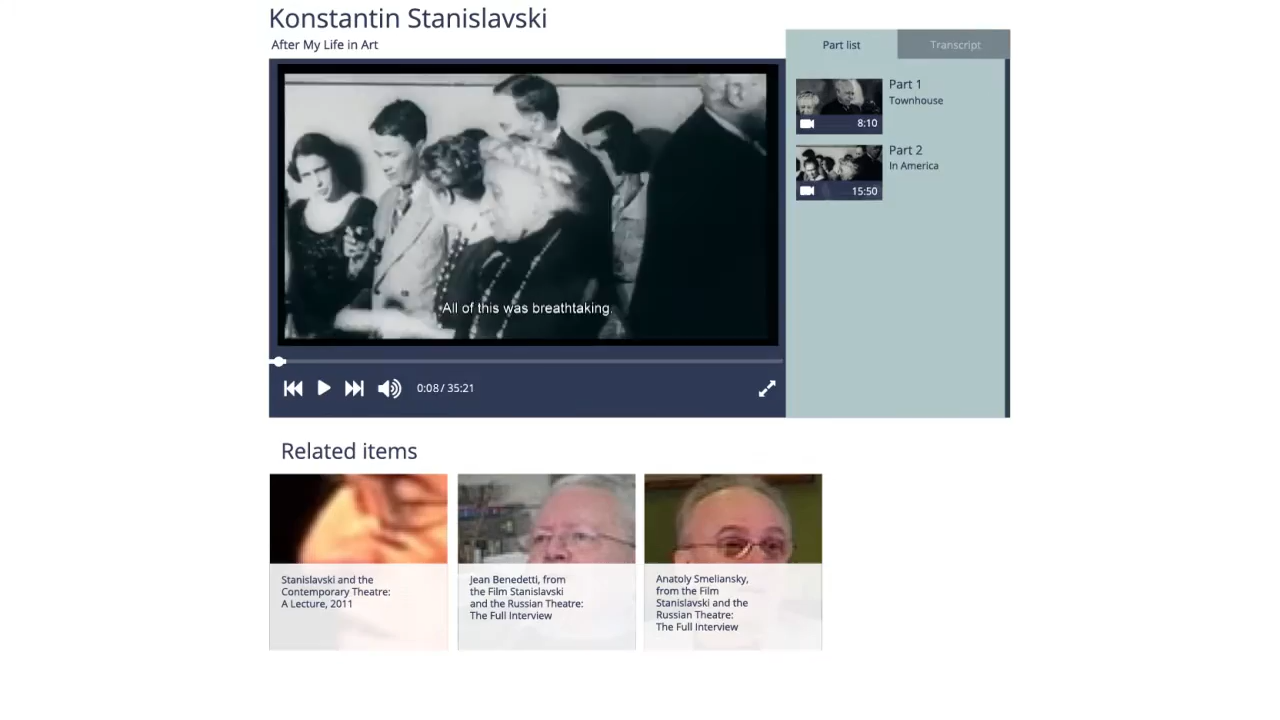 Konstantin Stanislavski
After My Life in Art
Part list
Transcript
Part 1
Townhouse
8:10
Part 2
In America
15:50
All of this was breathtaking.
0:08/ 35:21
Related items
Stanislavski and the
Contemporary Theatre:
A Lecture, 2011
Jean Benedetti, from
the Film Stanislavski
and the Russian Theatre:
The Full Interview
Anatoly Smeliansky,
from the Film
Stanislavski and the
Russian Theatre:
The Full Interview